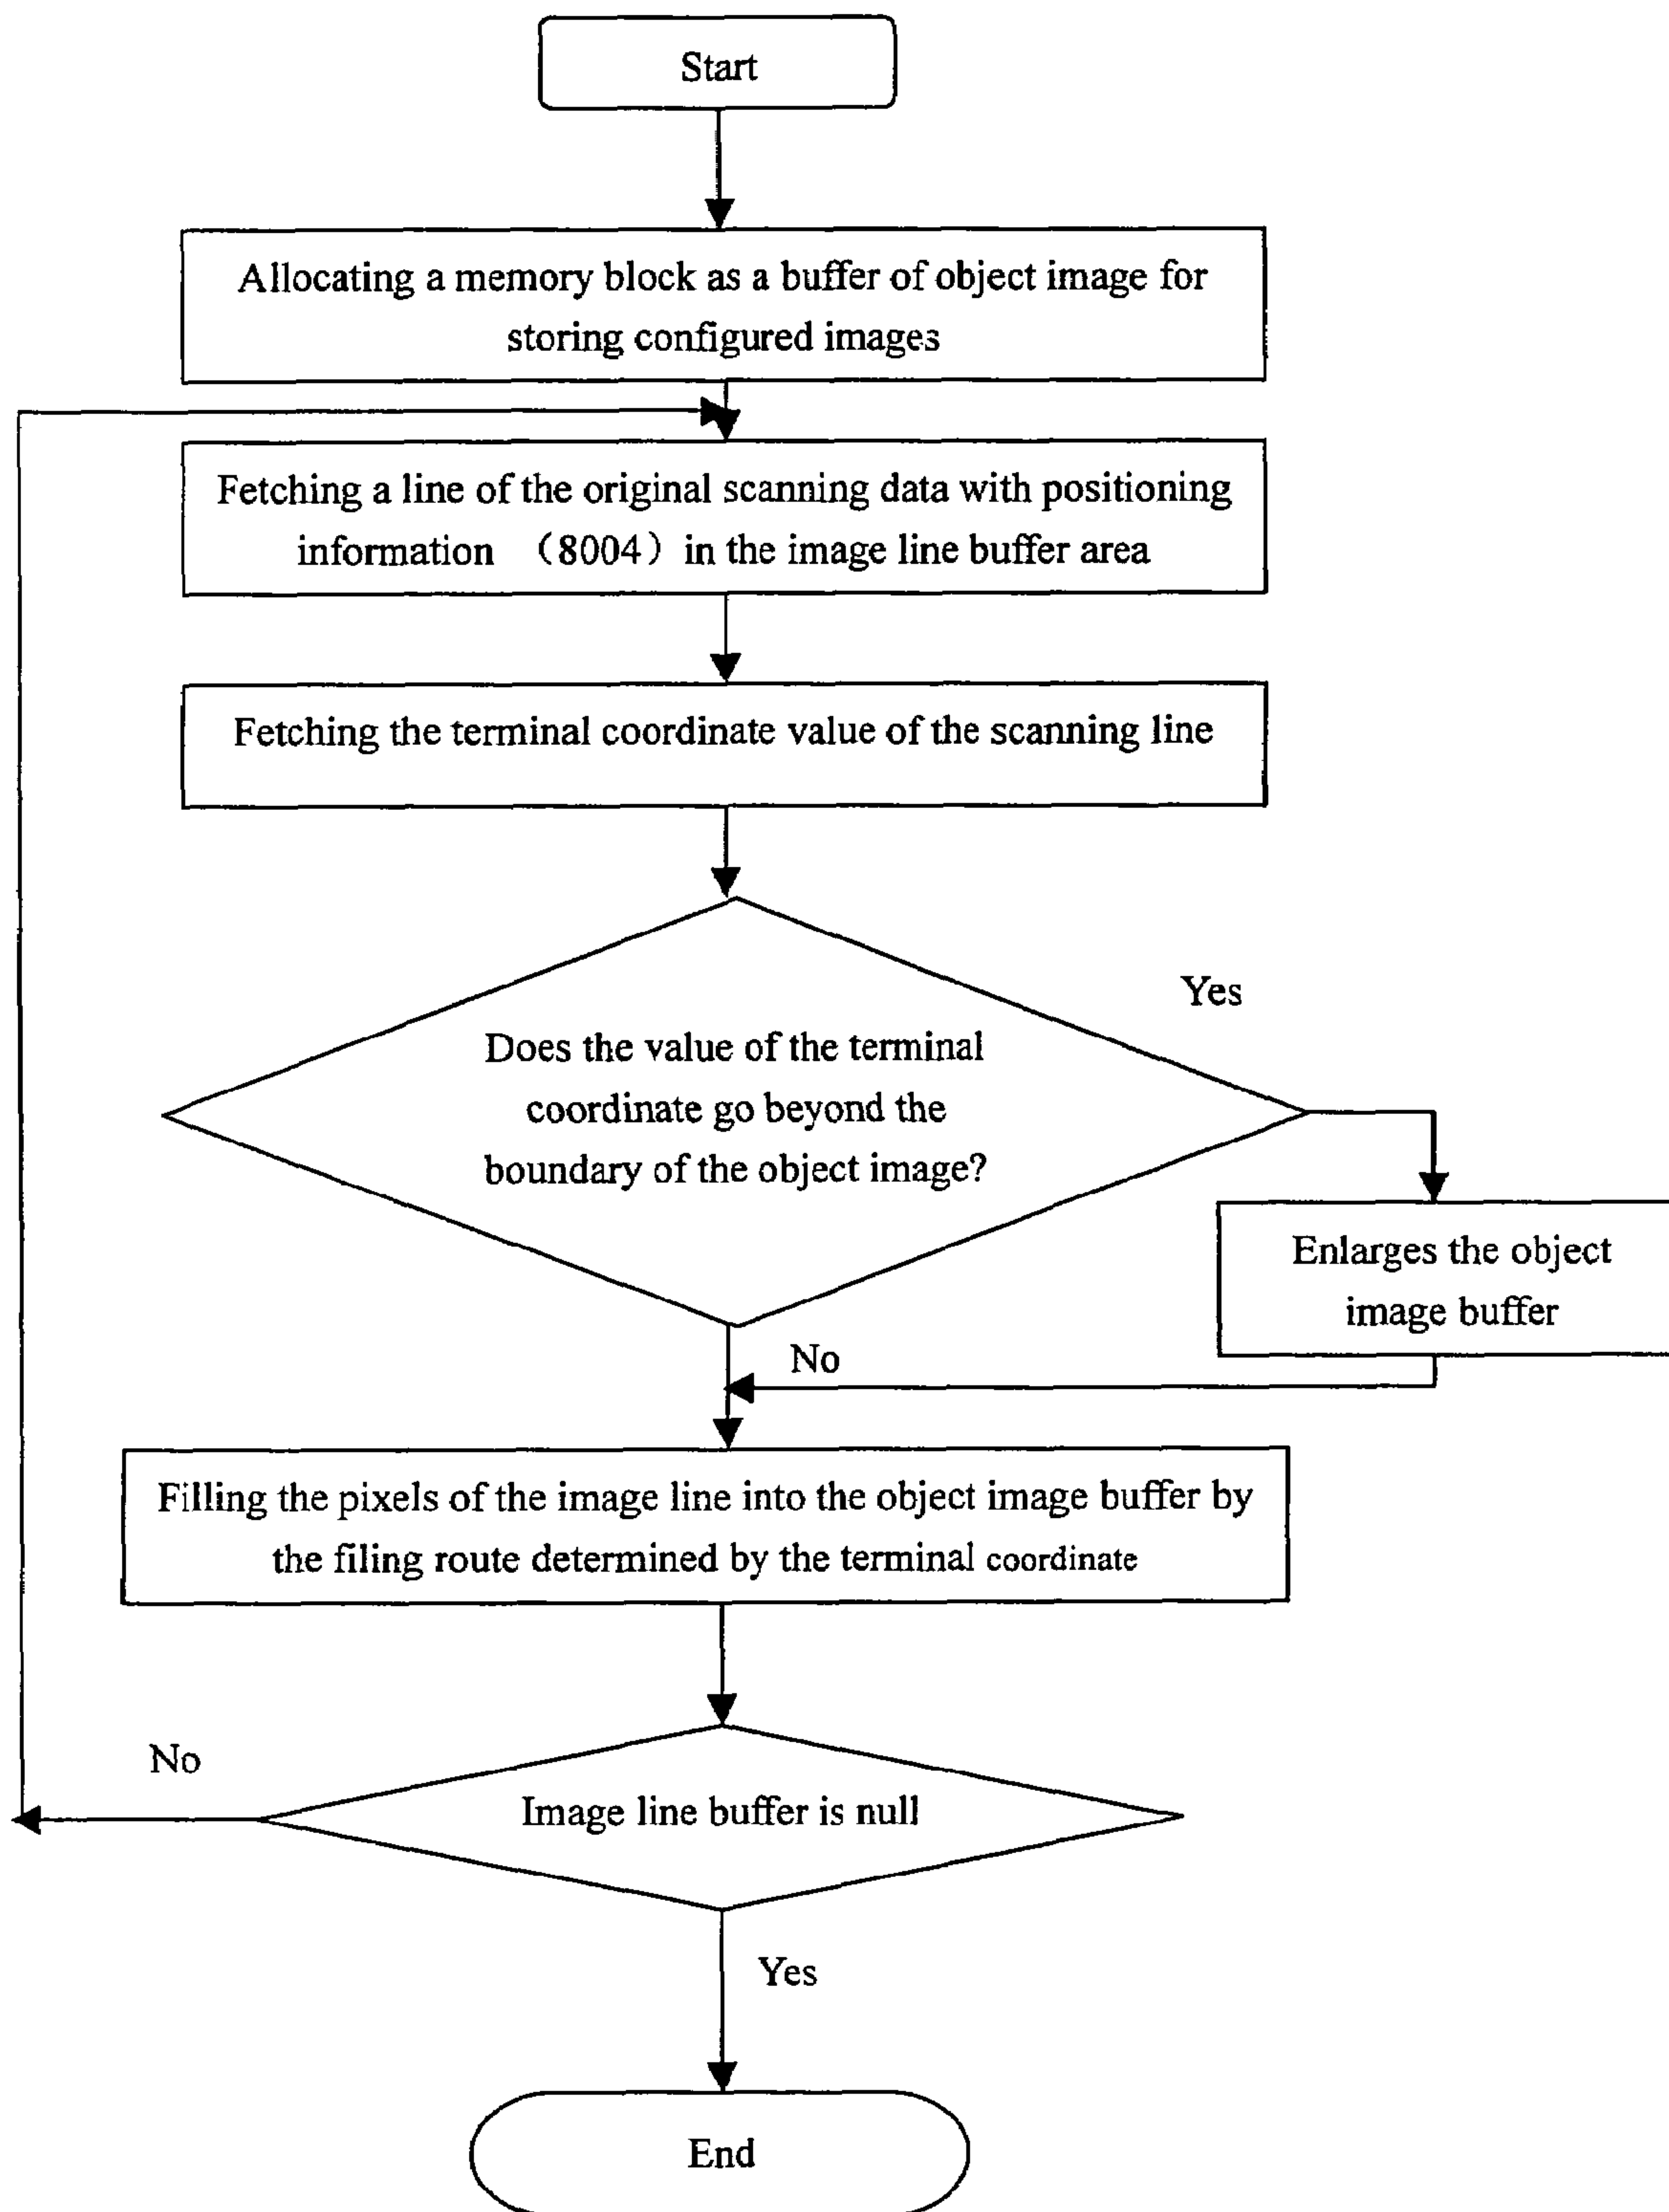 Start
Allocating a memory block as a buffer of object image for
storing configured images
Fetching a line of the original scanning data with positioning
information （8004）in the image line buffer area
Fetching the terminal coordinate value of the scanning line
Yes
Does the value of the terminal
coordinate go beyond the
boundary of the object image?
Enlarges the object
image buffer
No
Filling the pixels of the image line into the object image buffer by
the filing route determined by the terminal coordinate
No
Image line buffer is null
Yes
End